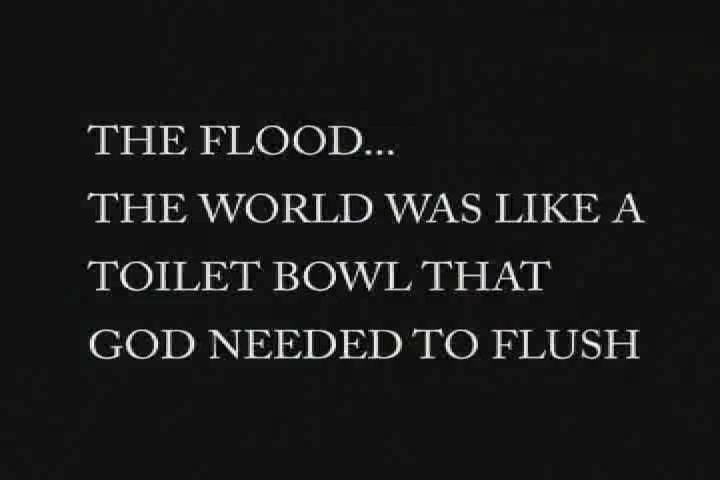 THE FLOOD...
THE WORLD WAS LIKE A
TOILET BOWL THAT
GOD NEEDED TO FLUSH